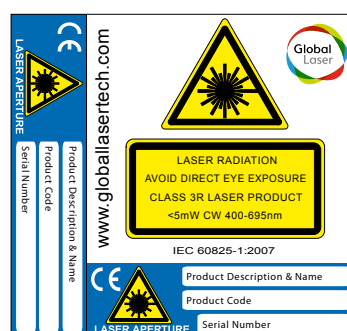 CE
LASER APERTURE
Product Description & Name
Product Code
Serial Number
www.globallasertech.com
Global
Laser
LASER RADIATION
AVOID DIRECT EYE EXPOSURE
CLASS 3R LASER PRODUCT
<5mW CW 400-695nm
IEC 60825-1:2007
CE
LASER APERTURE
Product Description & Name
Product Code
Serial Number